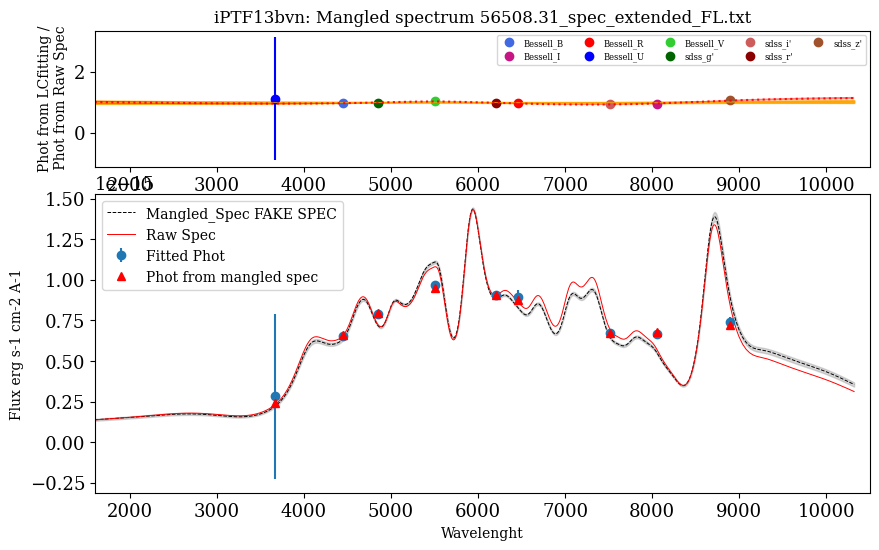 iPTF13bvn: Mangled spectrum 56508.31_spec_extended_FL.txt
Phot from LCfitting /
Phot from Raw Spec
2
0
Bessell_B Bessell_R Bessell_V sdss_i' sdss_z'
Bessell_I Bessell_U sdss_g' sdss_r'
2000 3000 4000 5000 6000 7000 8000 9000 10000
1e−15
Flux erg s-1 cm-2 A-1
1.50
1.25
1.00
0.75
0.50
0.25
0.00
−0.25
Mangled_Spec FAKE SPEC
Raw Spec
Fitted Phot
Phot from mangled spec
2000 3000 4000 5000 6000 7000 8000 9000 10000
Wavelenght